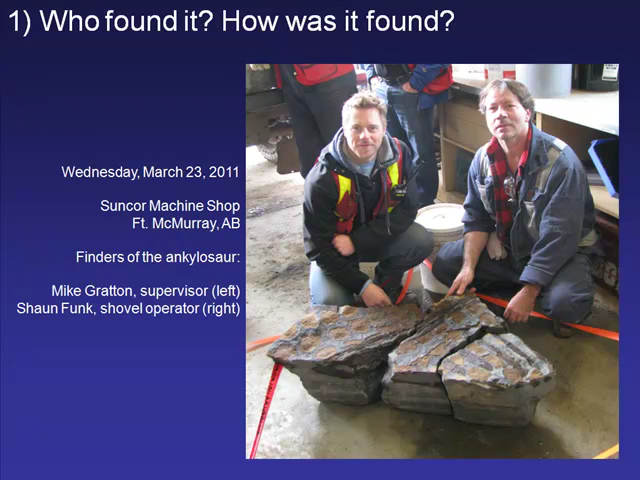 1) Who found it? How was it found?
Wednesday, March 23, 2011
Suncor Machine Shop
Ft. McMurray, AB
Finders of the ankylosaur:
Mike Gratton, supervisor (left)
Shaun Funk, shovel operator (right)